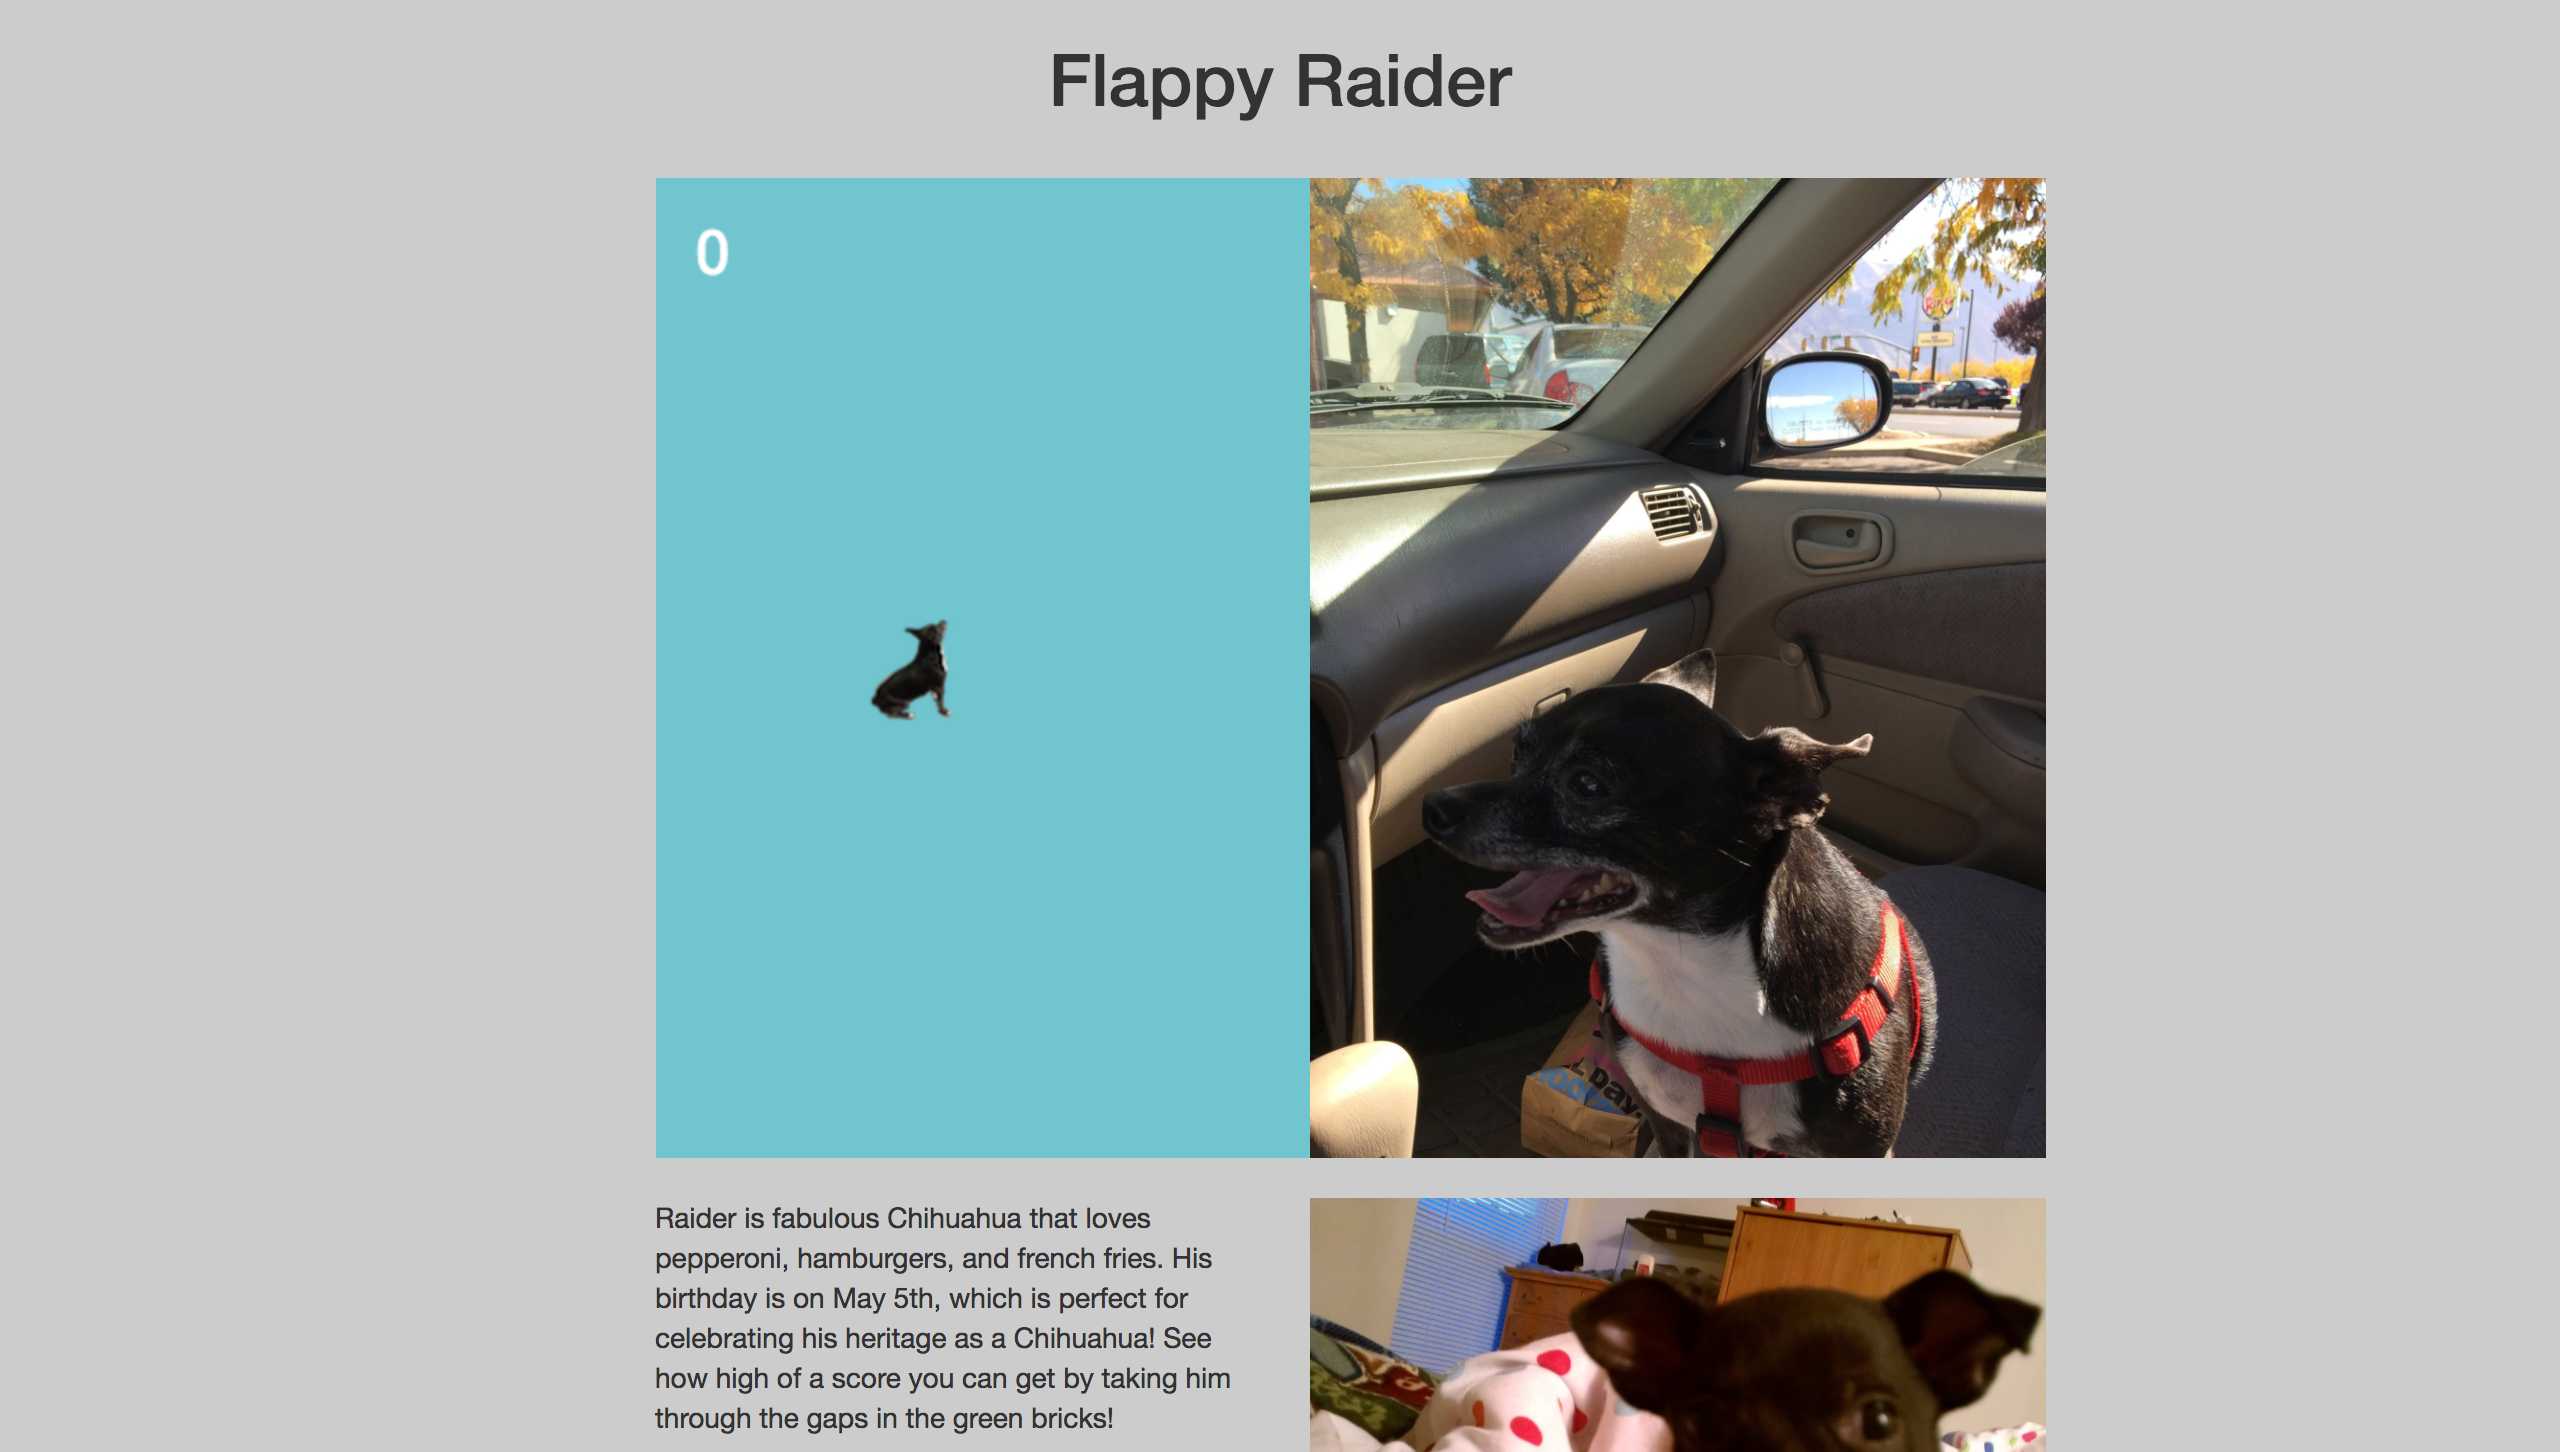 Flappy Raider
0
Raider is fabulous Chihuahua that loves
pepperoni, hamburgers, and french fries. His
birthday is on May 5th, which is perfect for
celebrating his heritage as a Chihuahua! See
how high of a score you can get by taking him
through the gaps in the green bricks!
Day.